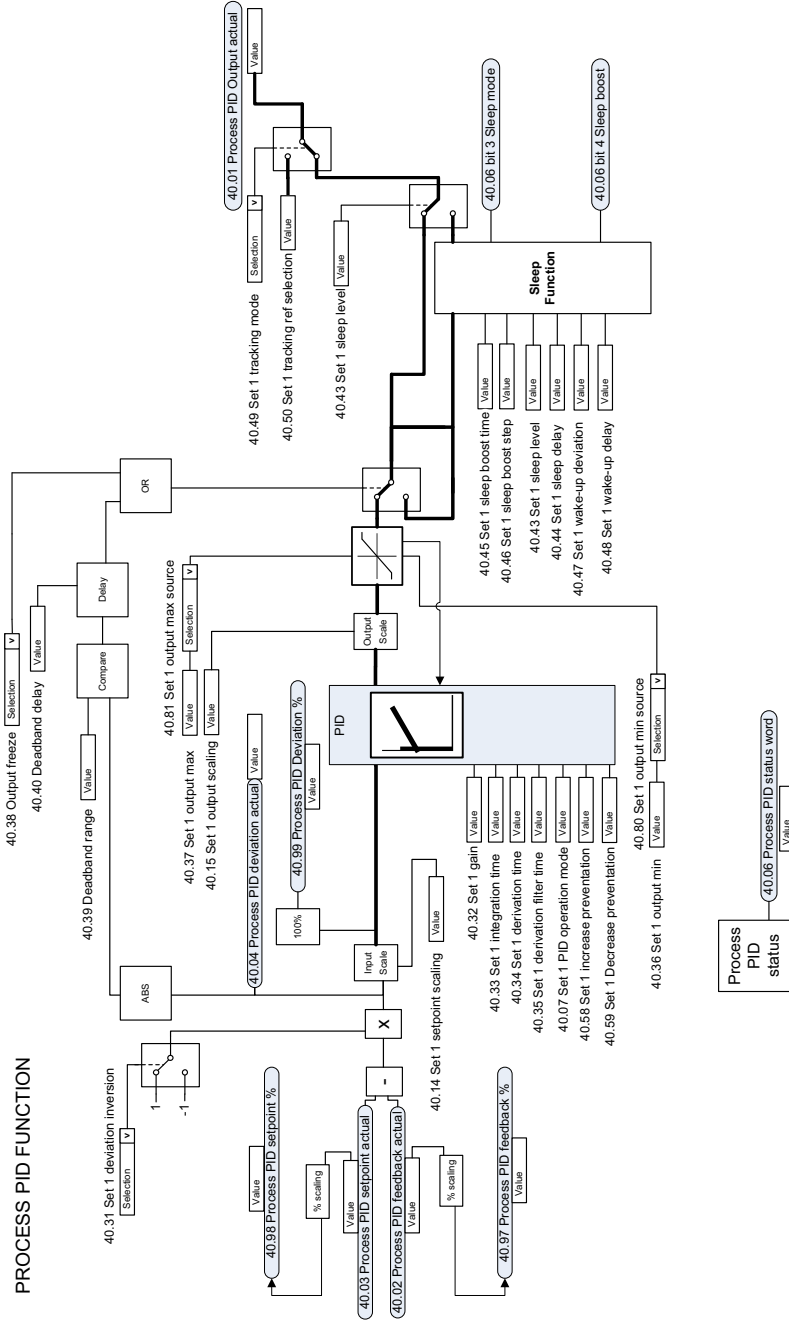 PROCESS PID FUNCTION
40.31 Set 1 deviation inversion
Selection
v
1
-1
Value
40.98 Process PID setpoint %
% scaling
Value
40.03 Process PID setpoint actual
40.02 Process PID feedback actual
Value
% scaling
40.97 Process PID feedback %
Value
-
X
ABS
40.04 Process PID deviation actual
Value
Input
Scale
100%
40.99 Process PID Deviation %
Value
Value
40.14 Set 1 setpoint scaling
40.38 Output freeze
Selection
v
40.40 Deadband delay
Value
40.39 Deadband range
Value
Compare
Delay
OR
40.81 Set 1 output max source
40.37 Set 1 output max
Value
Selection
v
40.15 Set 1 output scaling
Value
PID
Output
Scale
40.32 Set 1 gain
Value
40.33 Set 1 integration time
Value
40.34 Set 1 derivation time
Value
40.35 Set 1 derivation filter time
Value
40.07 Set 1 PID operation mode
Value
40.58 Set 1 increase preventation
Value
40.59 Set 1 Decrease preventation
Value
40.80 Set 1 output min source
40.36 Set 1 output min
Value
Selection
v
40.01 Process PID Output actual
Value
40.49 Set 1 tracking mode
Selection
v
40.50 Set 1 tracking ref selection
Value
40.43 Set 1 sleep level
Value
40.45 Set 1 sleep boost time
Value
40.46 Set 1 sleep boost step
Value
40.43 Set 1 sleep level
Value
40.44 Set 1 sleep delay
Value
40.47 Set 1 wake-up deviation
Value
40.48 Set 1 wake-up delay
Value
Sleep
Function
40.06 bit 3 Sleep mode
40.06 bit 4 Sleep boost
Process
PID
status
40.06 Process PID status word
Value